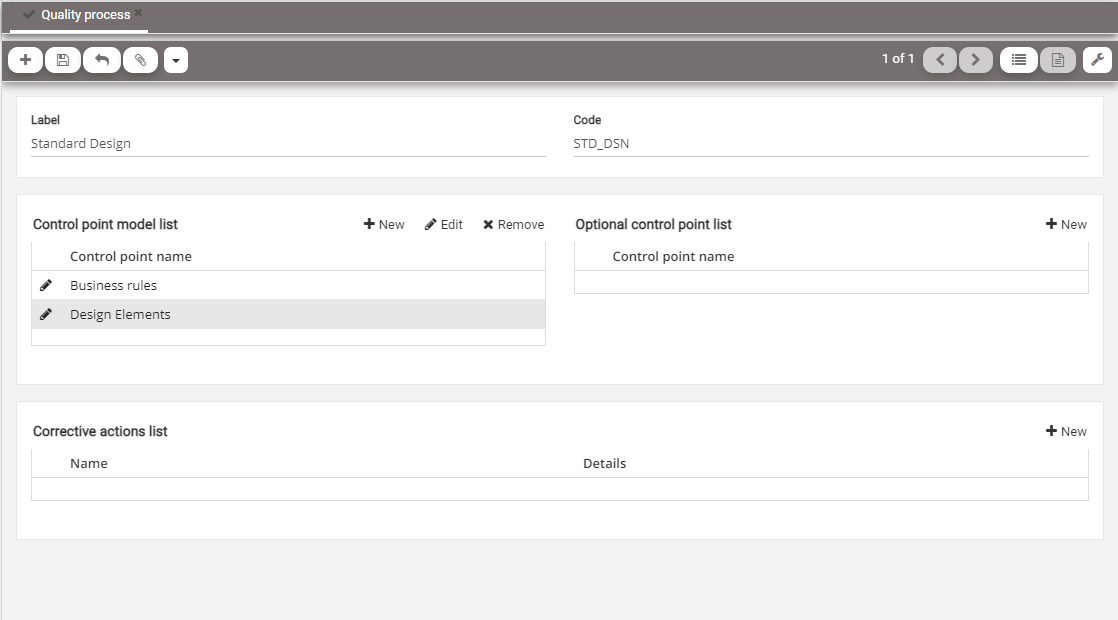 Quality process
1 of 1
Label
Standard Design
Code
STD_DSN
Control point model list
New
Edit
Remove
Control point name
Business rules
Design Elements
Optional control point list
New
Control point name
Corrective actions list
New
Name
Details